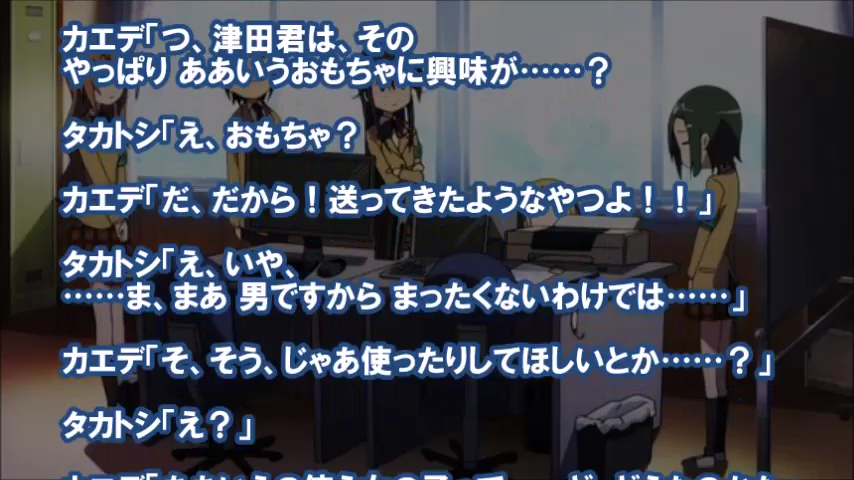 カエデ「つ、津田君は、その
やっぱり ああいうおもちゃに興味が……？
タカトシ「え、おもちゃ？
カエデ「だ、だから！送ってきたようなやつよ！！」
タカトシ「え、いや、
……ま、まあ 男ですから まったくないわけでは……」
カエデ「そ、そう、じゃあ使ったりしてほしいとか……？」
タカトシ「え？」